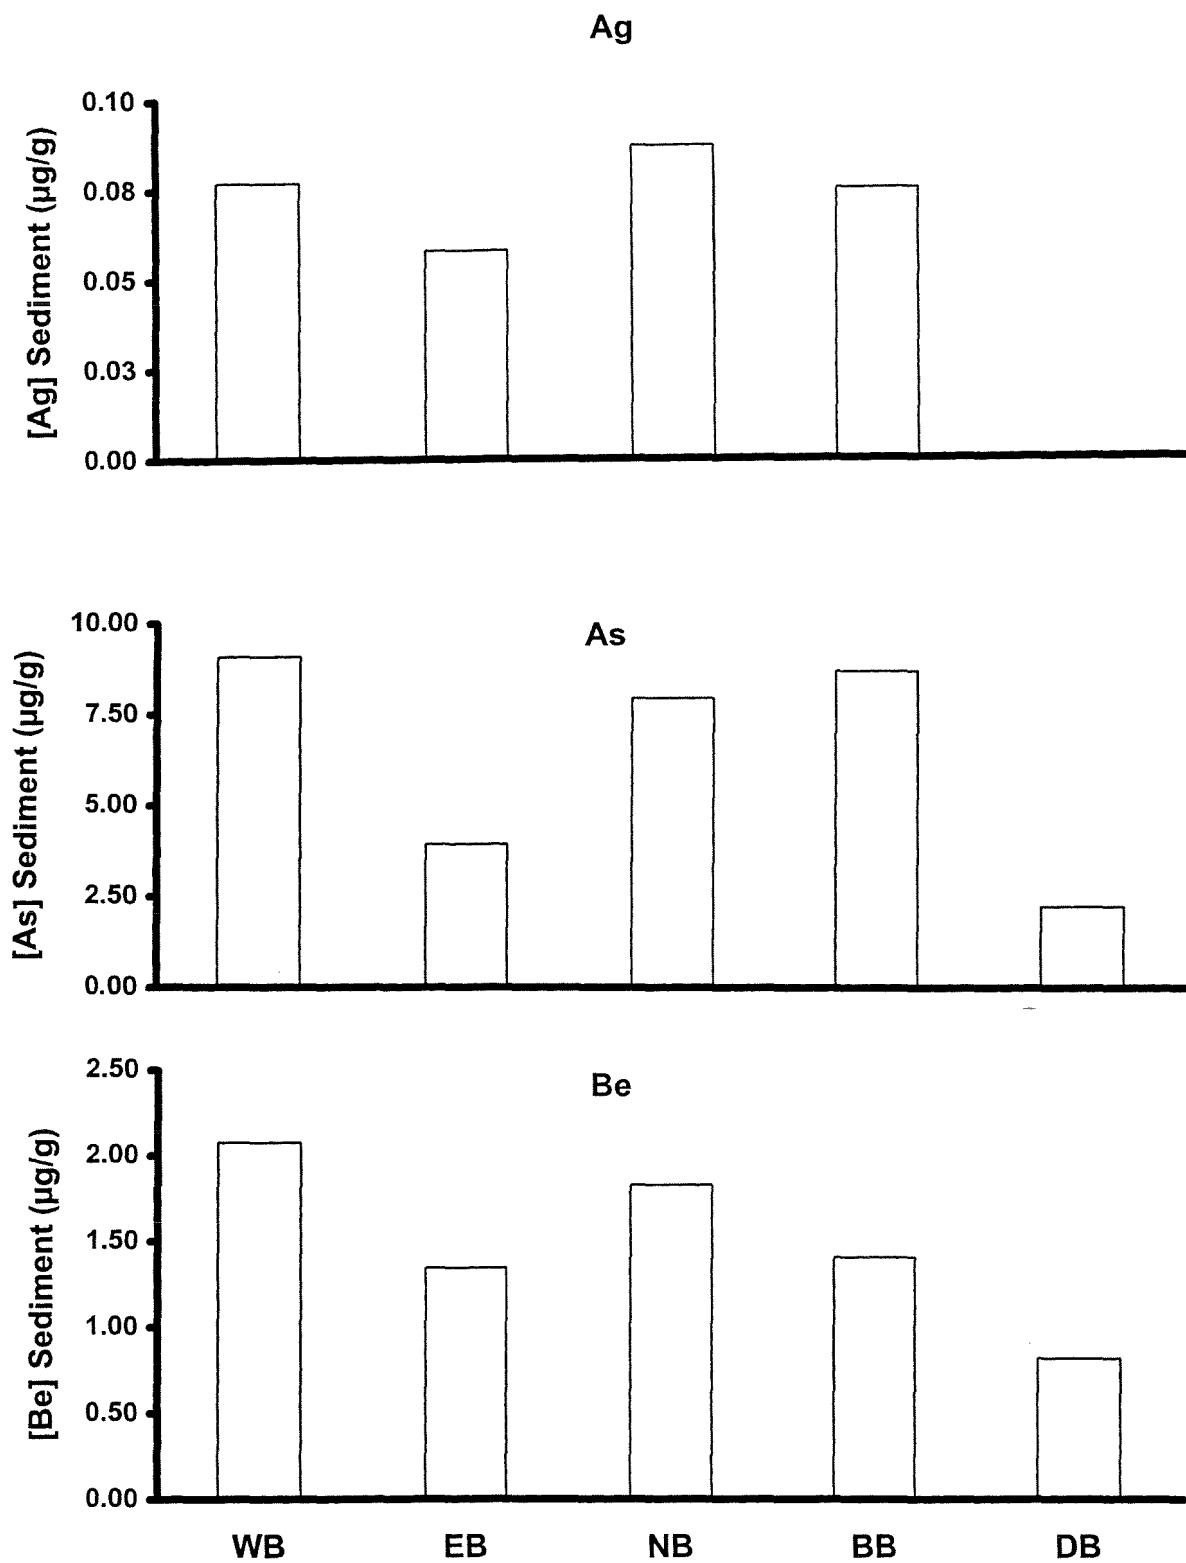 Ag
[Ag] Sediment (µg/g)
0.10
0.08
0.05
0.03
0.00
As
[As] Sediment (µg/g)
10.00
7.50
5.00
2.50
0.00
Be
[Be] Sediment (µg/g)
2.50
2.00
1.50
1.00
0.50
0.00
WB EB NB BB DB